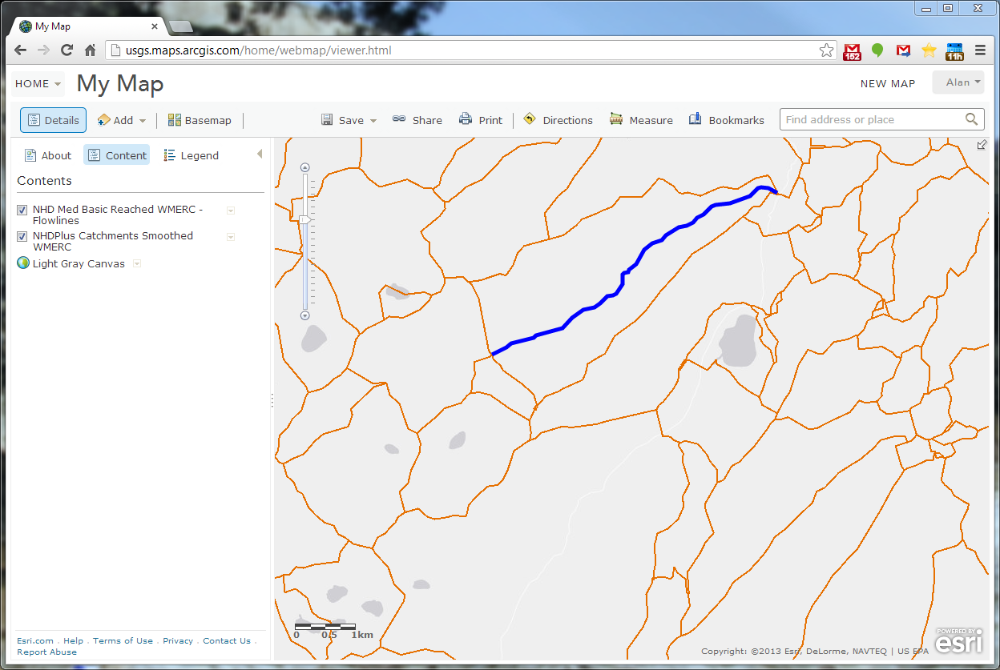 My Map
usgs.maps.arcgis.com/home/webmap/viewer.html
152
11h
HOME
My Map
NEW MAP
Alan
Details
Add
Basemap
Save
Share
Print
Directions
Measure
Bookmarks
Find address or place
About
Content
Legend
Contents
NHD Med Basic Reached WMERC -
Flowlines
NHDPlus Catchments Smoothed
WMERC
Light Gray Canvas
0 0.5 1km
Esri.com . Help . Terms of Use . Privacy . Contact Us .
Report Abuse
Copyright: ©2013 Esri, DeLorme, NAVTEQ | US EPA
POWERED BY
esri